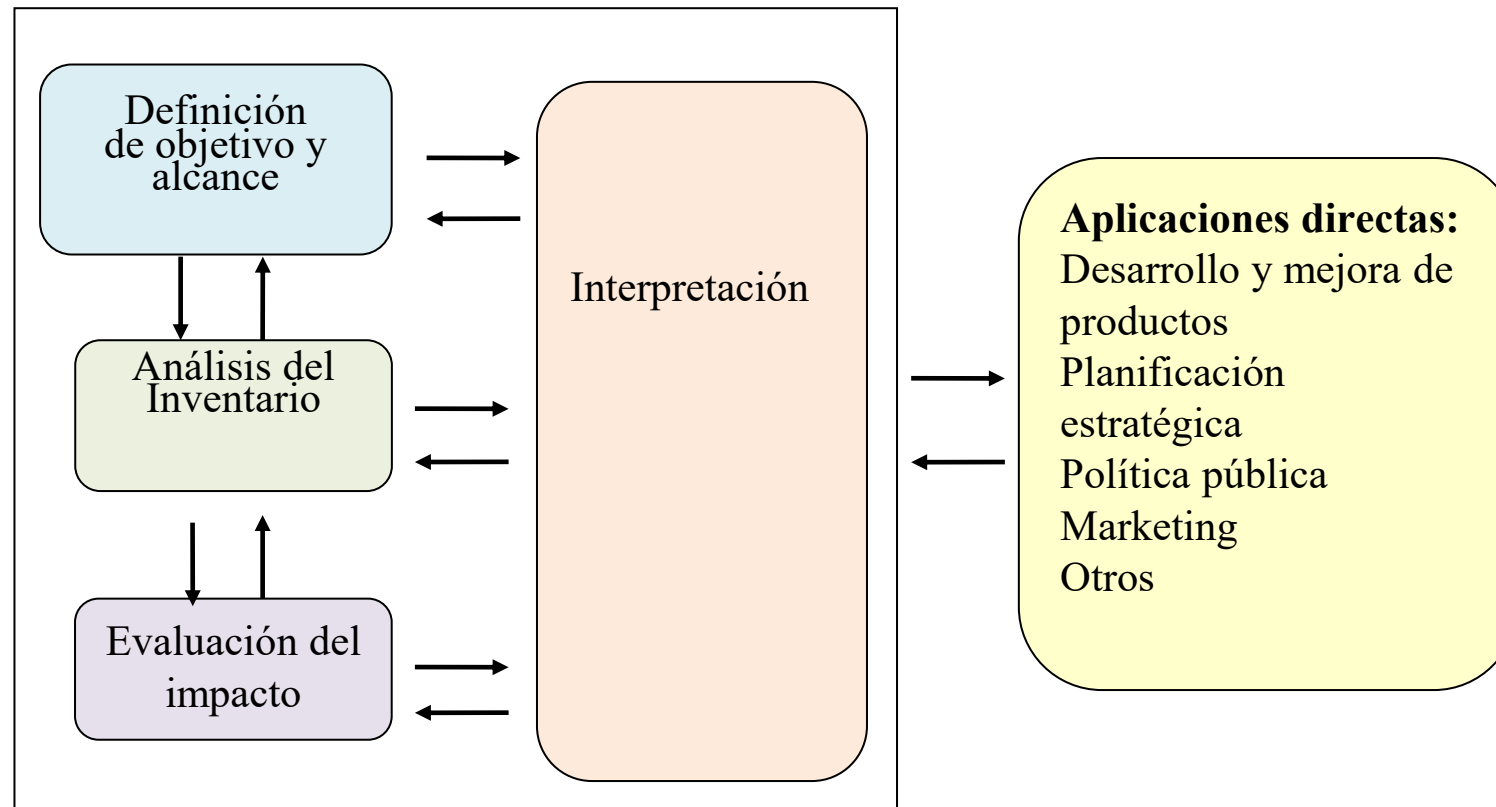 Definición
de objetivo y
alcance
Análisis del
Inventario
Evaluación del
impacto
Interpretación
Aplicaciones directas:
Desarrollo y mejora de
productos
Planificación
estratégica
Política pública
Marketing
Otros